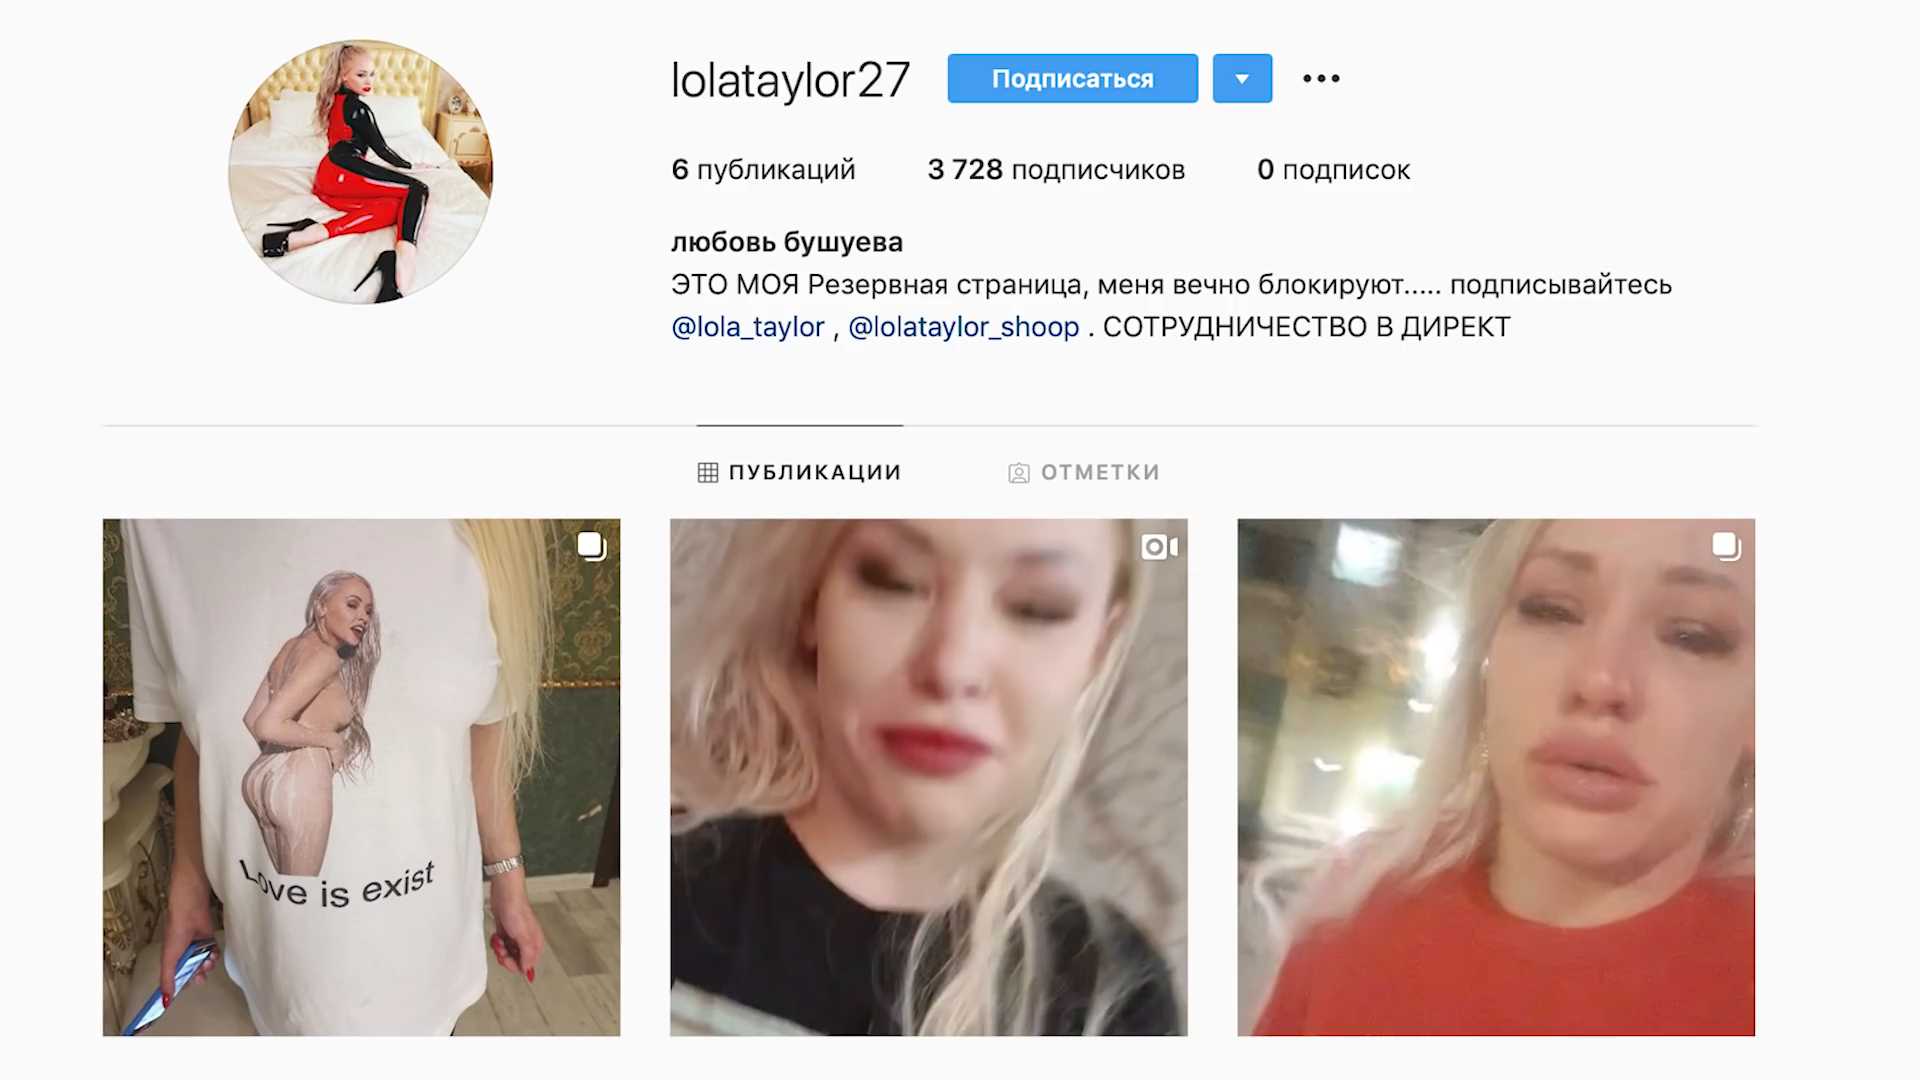 lolataylor27 Подписаться
6 публикаций 3 728 подписчиков 0 подписок
любовь бушуева
ЭТО МОЯ Резервная страница, меня вечно блокируют..... подписывайтесь
@lola_taylor , @lolataylor_shoop . СОТРУДНИЧЕСТВО В ДИРЕКТ
ПУБЛИКАЦИИ ОТМЕТКИ
Love is exist